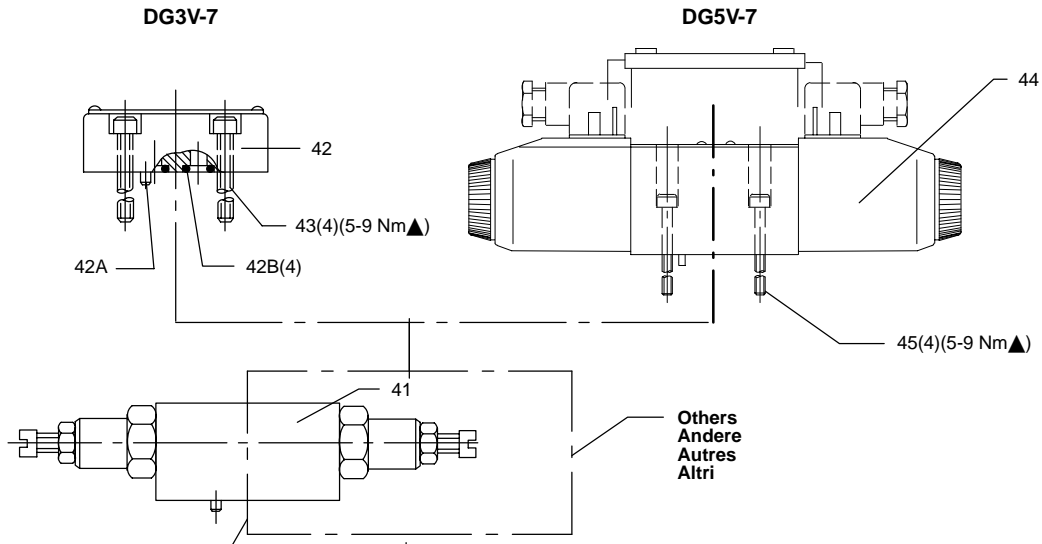 DG3V-7
DG5V-7
44
42
43(4)(5-9 Nm▲)
42A
42B(4)
45(4)(5-9 Nm▲)
41
Others
Andere
Autres
Altri